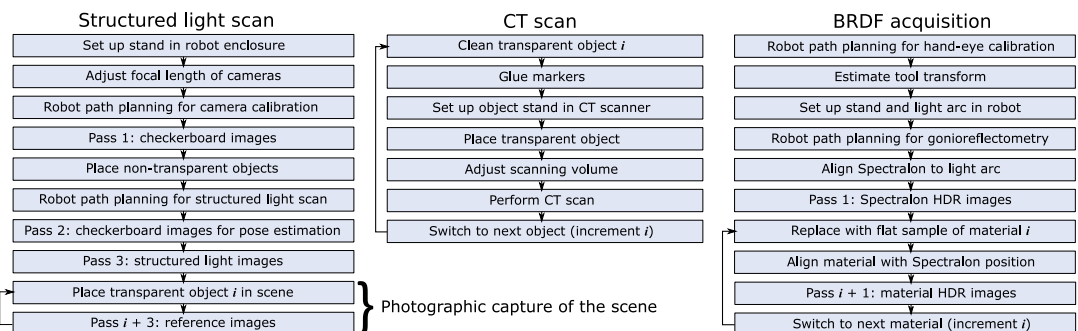 Structured light scan
Set up stand in robot enclosure
Adjust focal length of cameras
Robot path planning for camera calibration
Pass 1: checkerboard images
Place non-transparent objects
Robot path planning for structured light scan
Pass 2: checkerboard images for pose estimation
Pass 3: structured light images
Place transparent object i in scene
Pass i + 3: reference images
Photographic capture of the scene
CT scan
Clean transparent object i
Glue markers
Set up object stand in CT scanner
Place transparent object
Adjust scanning volume
Perform CT scan
Switch to next object (increment i)
BRDF acquisition
Robot path planning for hand-eye calibration
Estimate tool transform
Set up stand and light arc in robot
Robot path planning for gonioreflectometry
Align Spectralon to light arc
Pass 1: Spectralon HDR images
Replace with flat sample of material i
Align material with Spectralon position
Pass i + 1: material HDR images
Switch to next material (increment i)